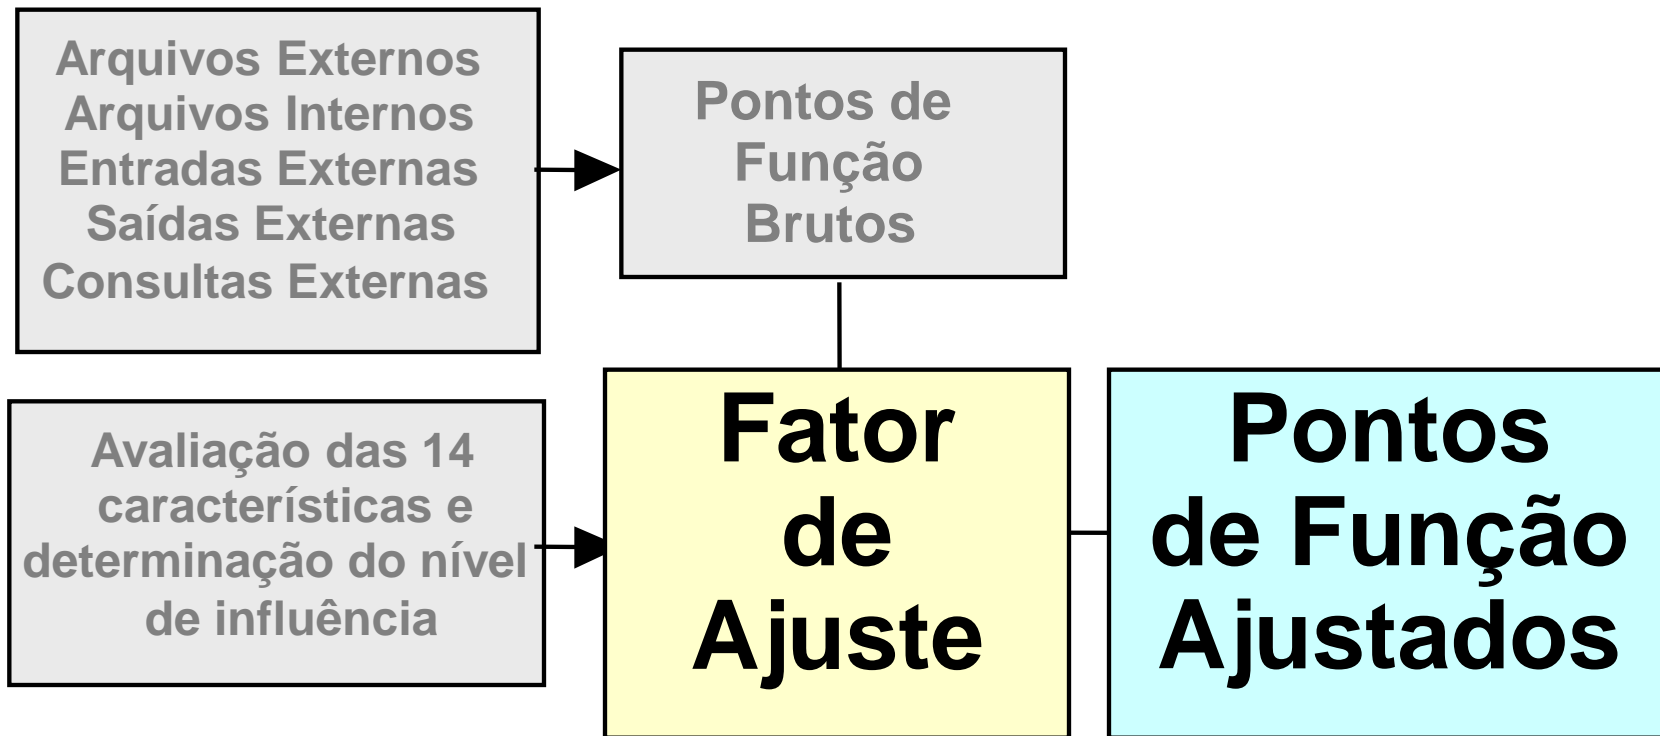 Arquivos Externos
Arquivos Internos
Entradas Externas
Saídas Externas
Consultas Externas
Pontos de
Função
Brutos
Avaliação das 14
características e
determinação do nível
de influência
Fator
de
Ajuste
Pontos
de Função
Ajustados